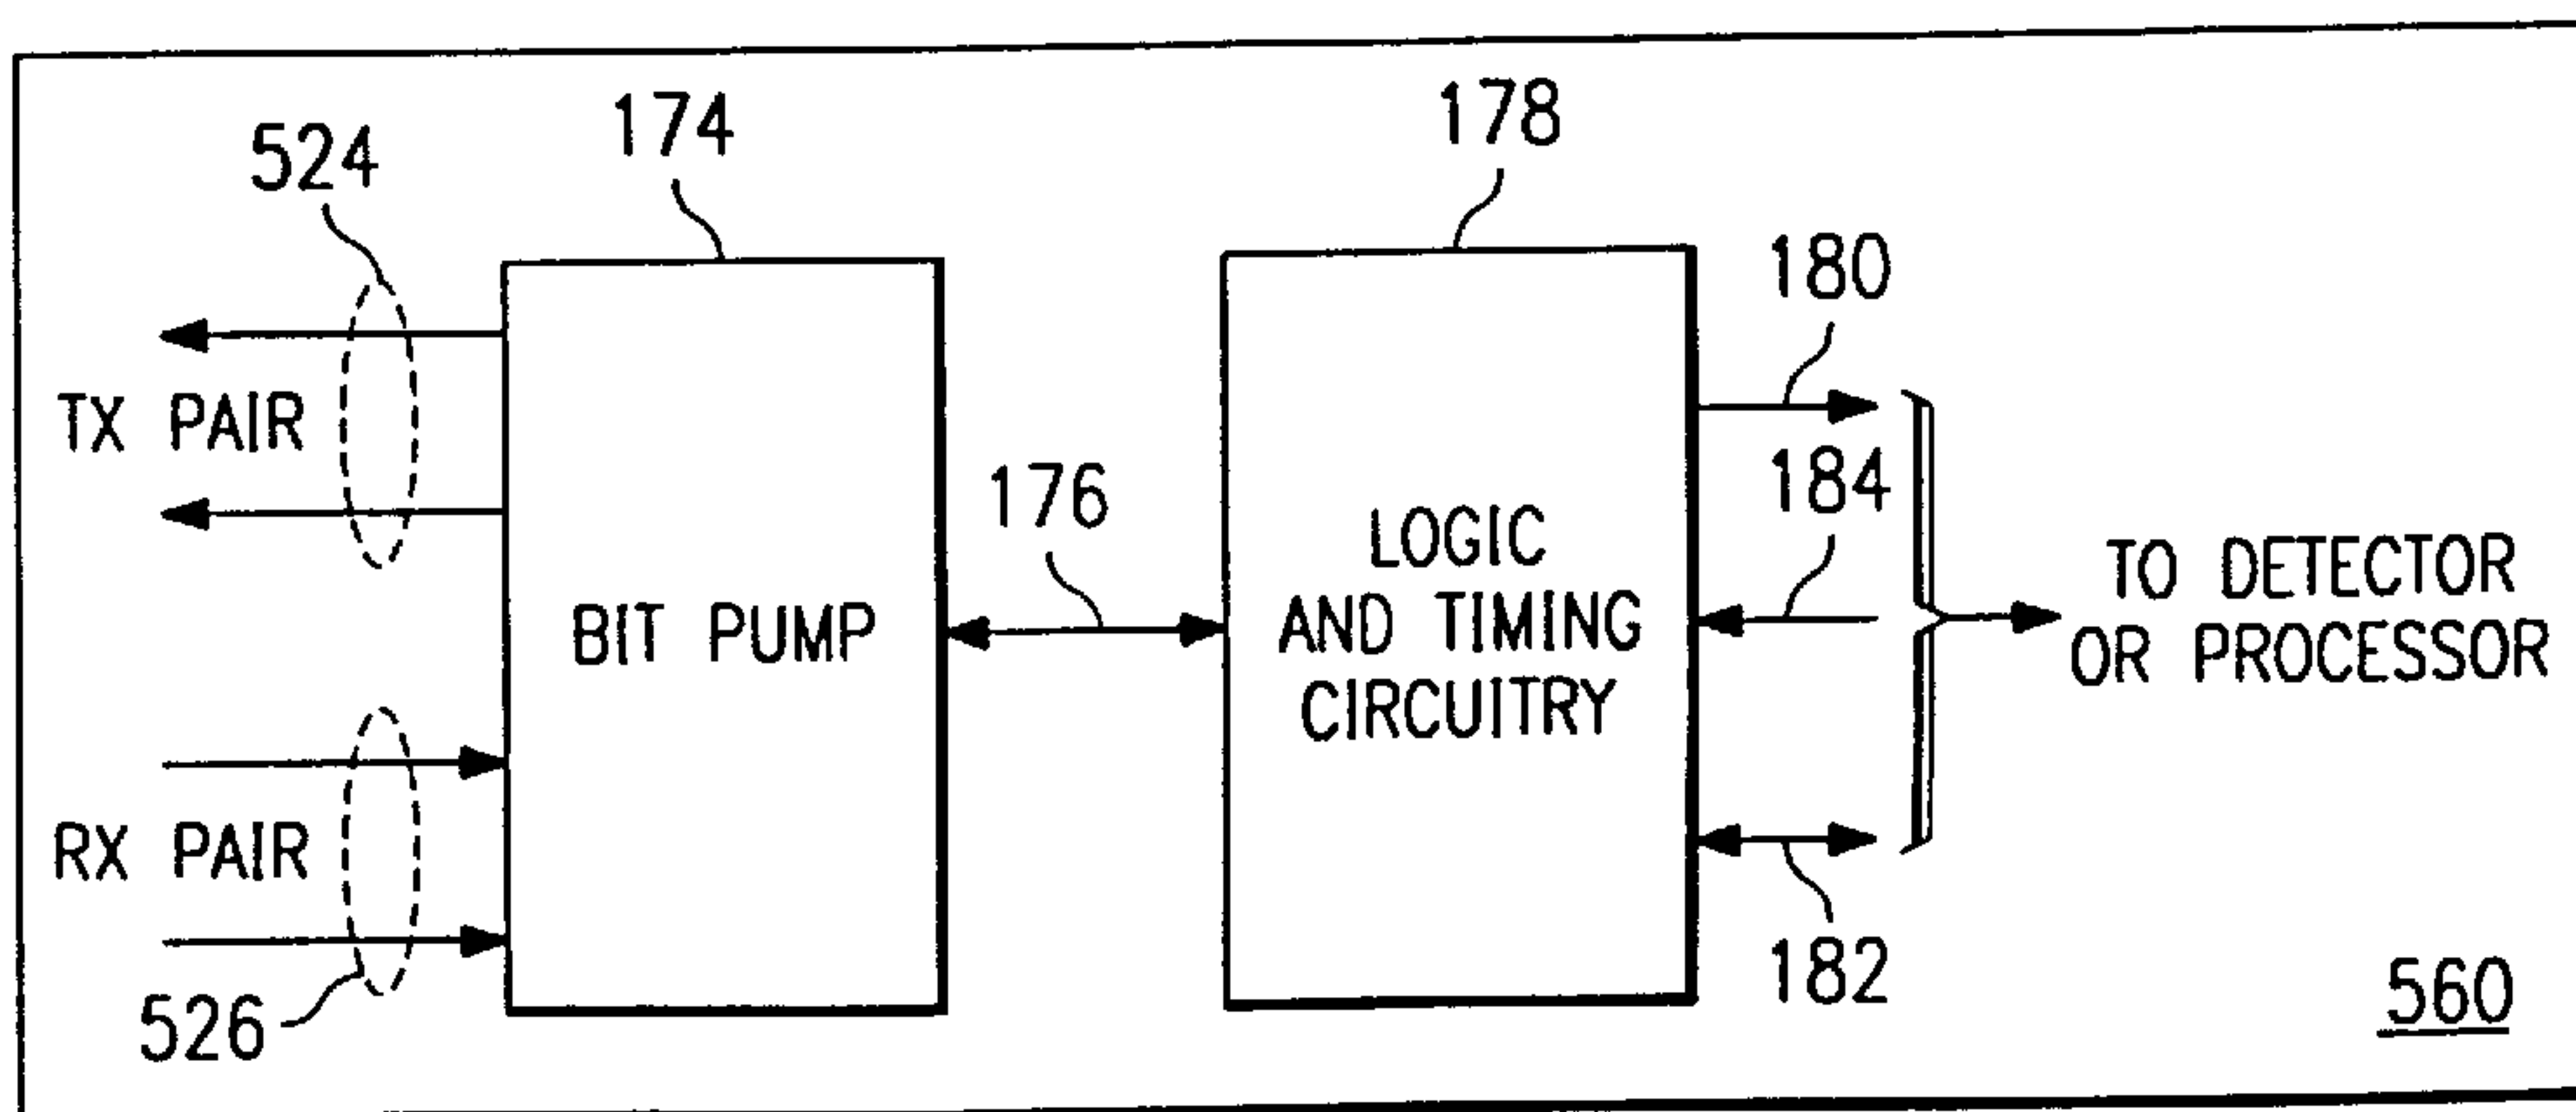 524
174
178
180
TX PAIR
176
184
BIT PUMP
LOGIC
AND TIMING
CIRCUITRY
TO DETECTOR
OR PROCESSOR
RX PAIR
526
182
560